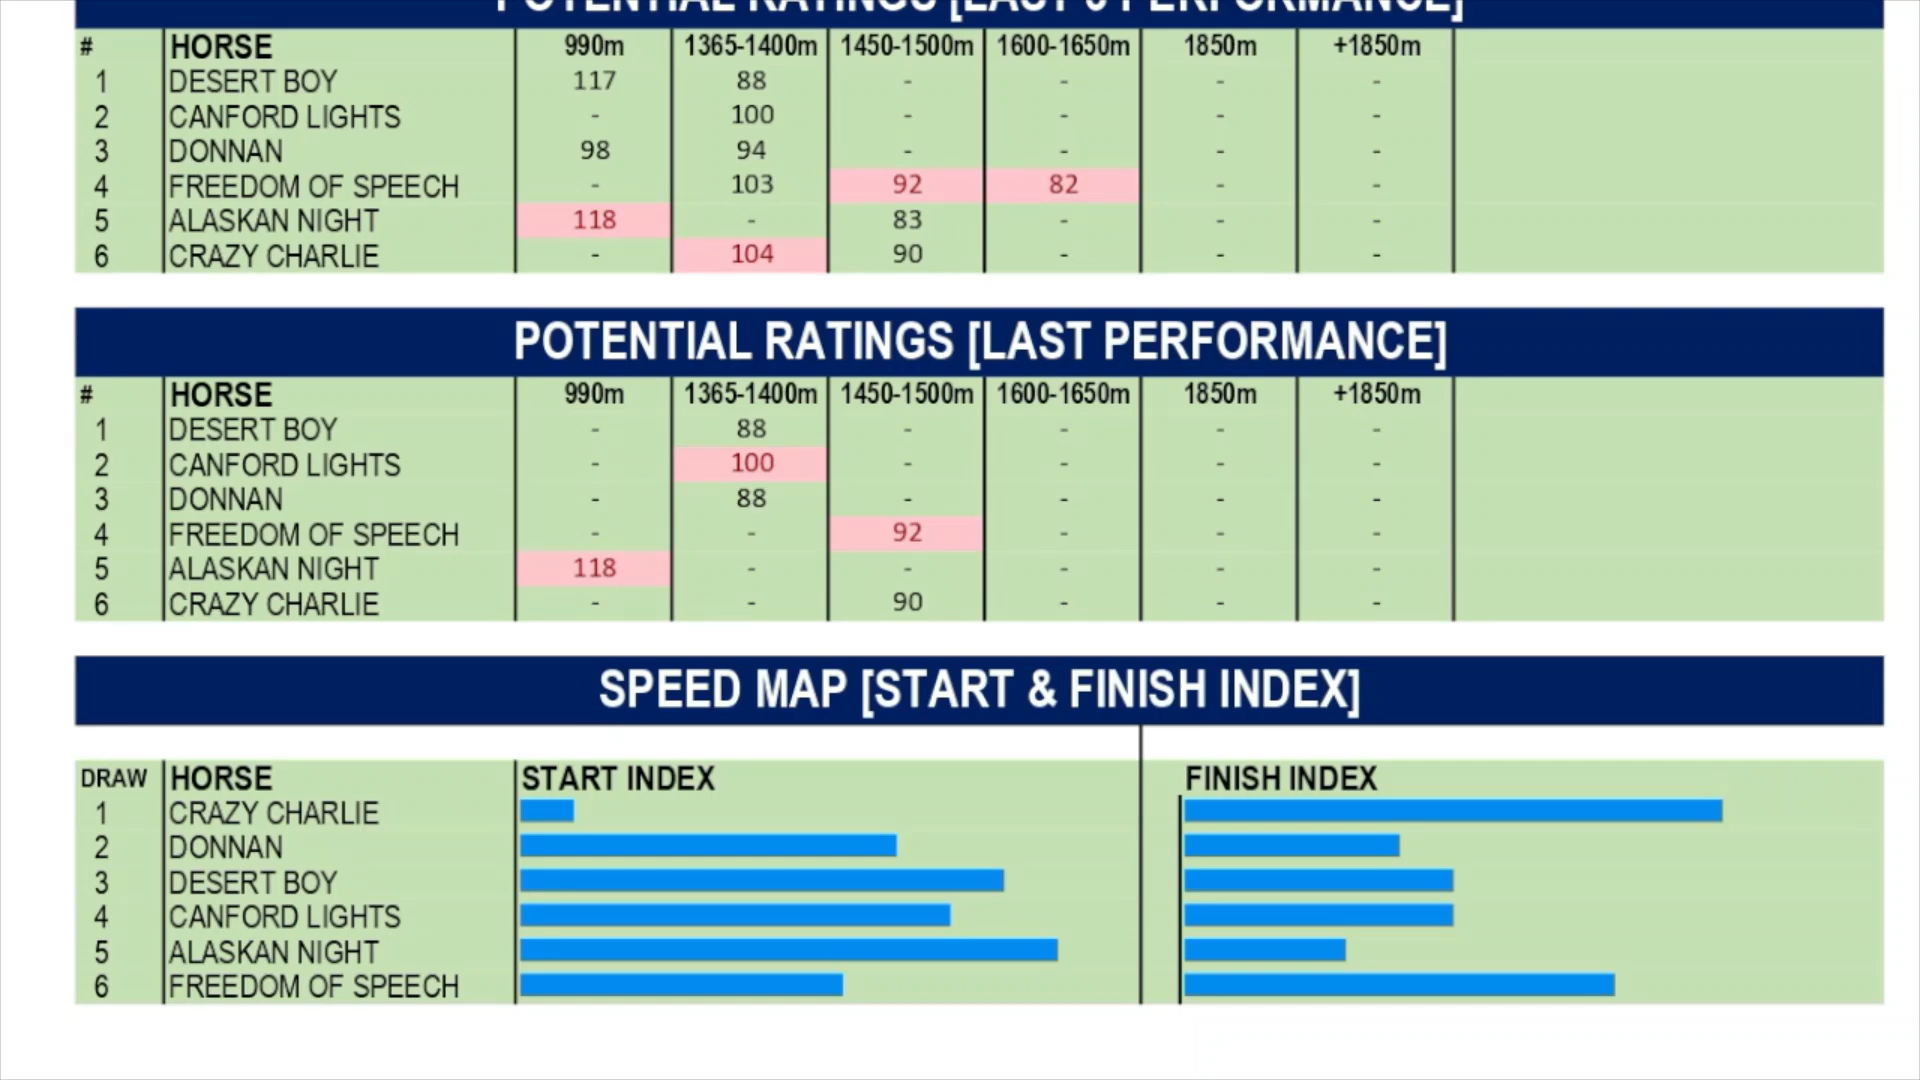 POTENTIAL RATINGS [LAST PERFORMANCE]
# HORSE 990m 1365-1400m 1450-1500m 1600-1650m 1850m +1850m
1 DESERT BOY 117 88 - - - -
2 CANFORD LIGHTS - 100 - - - -
3 DONNAN 98 94 - - - -
4 FREEDOM OF SPEECH - 103 92 82 - -
5 ALASKAN NIGHT 118 - 83 - - -
6 CRAZY CHARLIE - 104 90 - - -
POTENTIAL RATINGS [LAST PERFORMANCE]
# HORSE 990m 1365-1400m 1450-1500m 1600-1650m 1850m +1850m
1 DESERT BOY - 88 - - - -
2 CANFORD LIGHTS - 100 - - - -
3 DONNAN - 88 - - - -
4 FREEDOM OF SPEECH - - 92 - - -
5 ALASKAN NIGHT 118 - - - - -
6 CRAZY CHARLIE - - 90 - - -
SPEED MAP [START & FINISH INDEX]
DRAW HORSE START INDEX FINISH INDEX
1 CRAZY CHARLIE
2 DONNAN
3 DESERT BOY
4 CANFORD LIGHTS
5 ALASKAN NIGHT
6 FREEDOM OF SPEECH